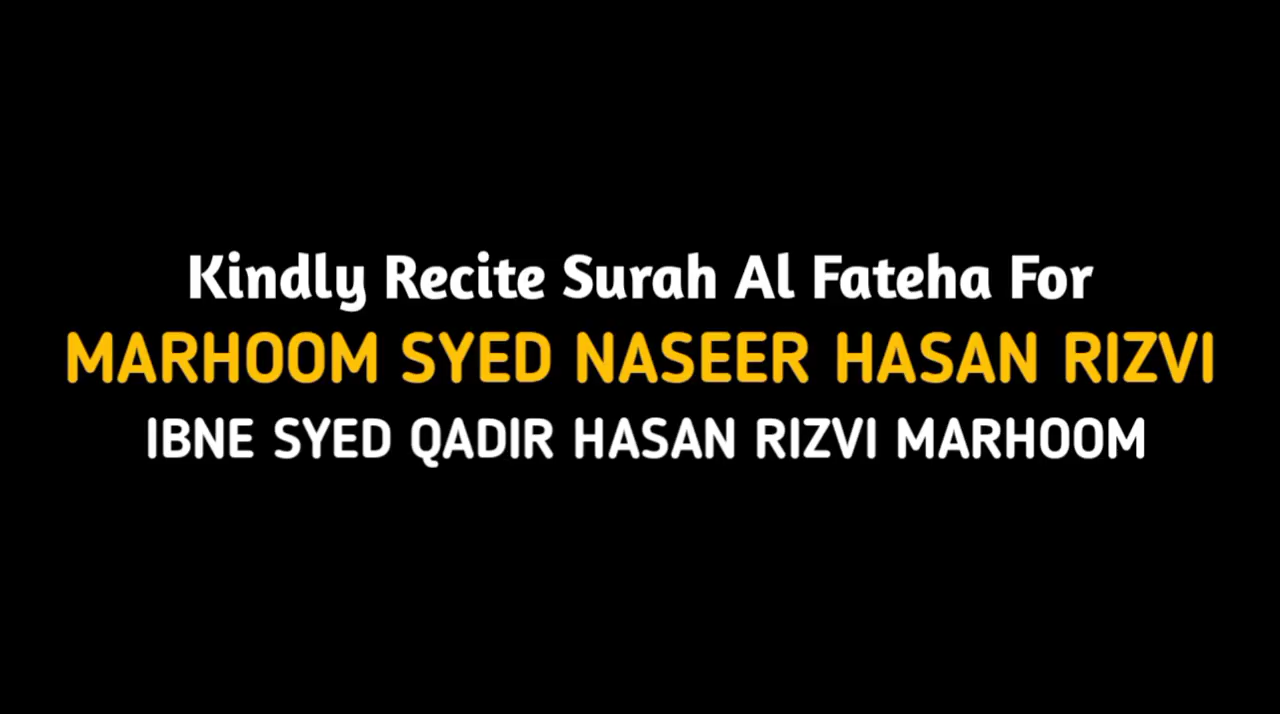 Kindly Recite Surah Al Fateha For
MARHOOM SYED NASEER HASAN RIZVI
IBNE SYED QADIR HASAN RIZVI MARHOOM